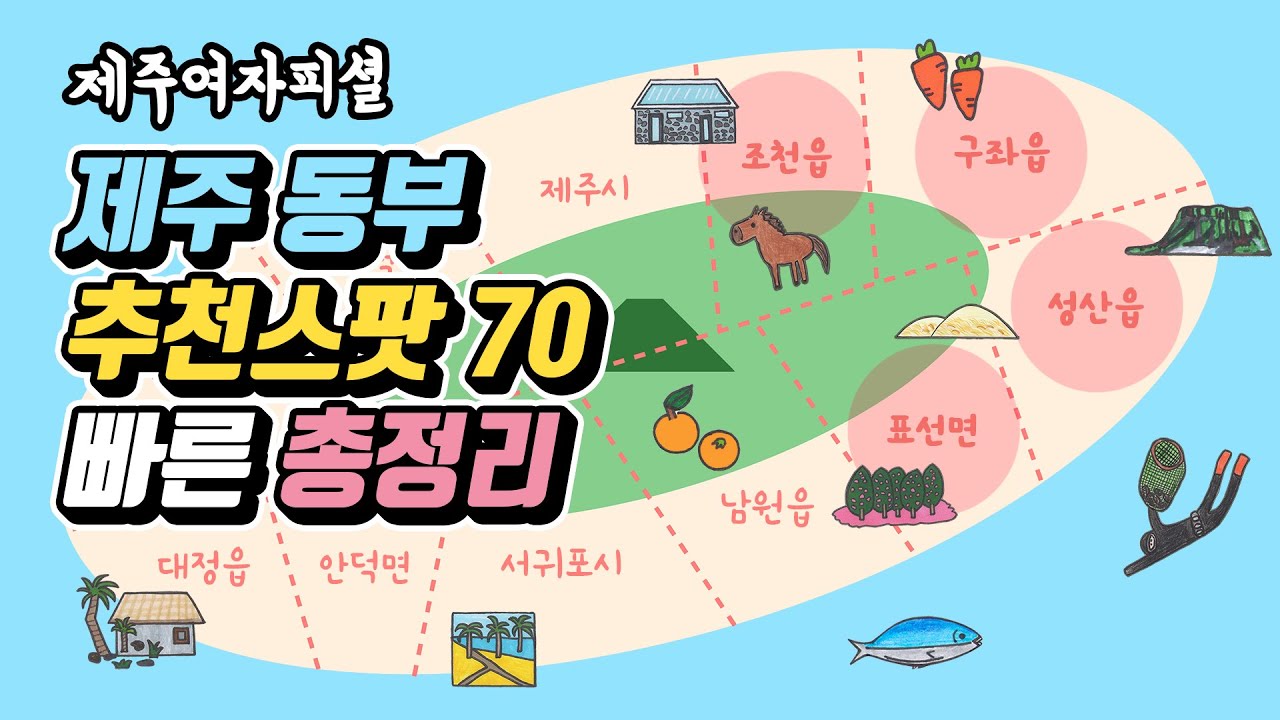 제주여자피셜
제주 동부
추천스팟 70
빠른 총정리
제주시
조천읍
구좌읍
성산읍
표선면
남원읍
서귀포시
안덕면
대정읍